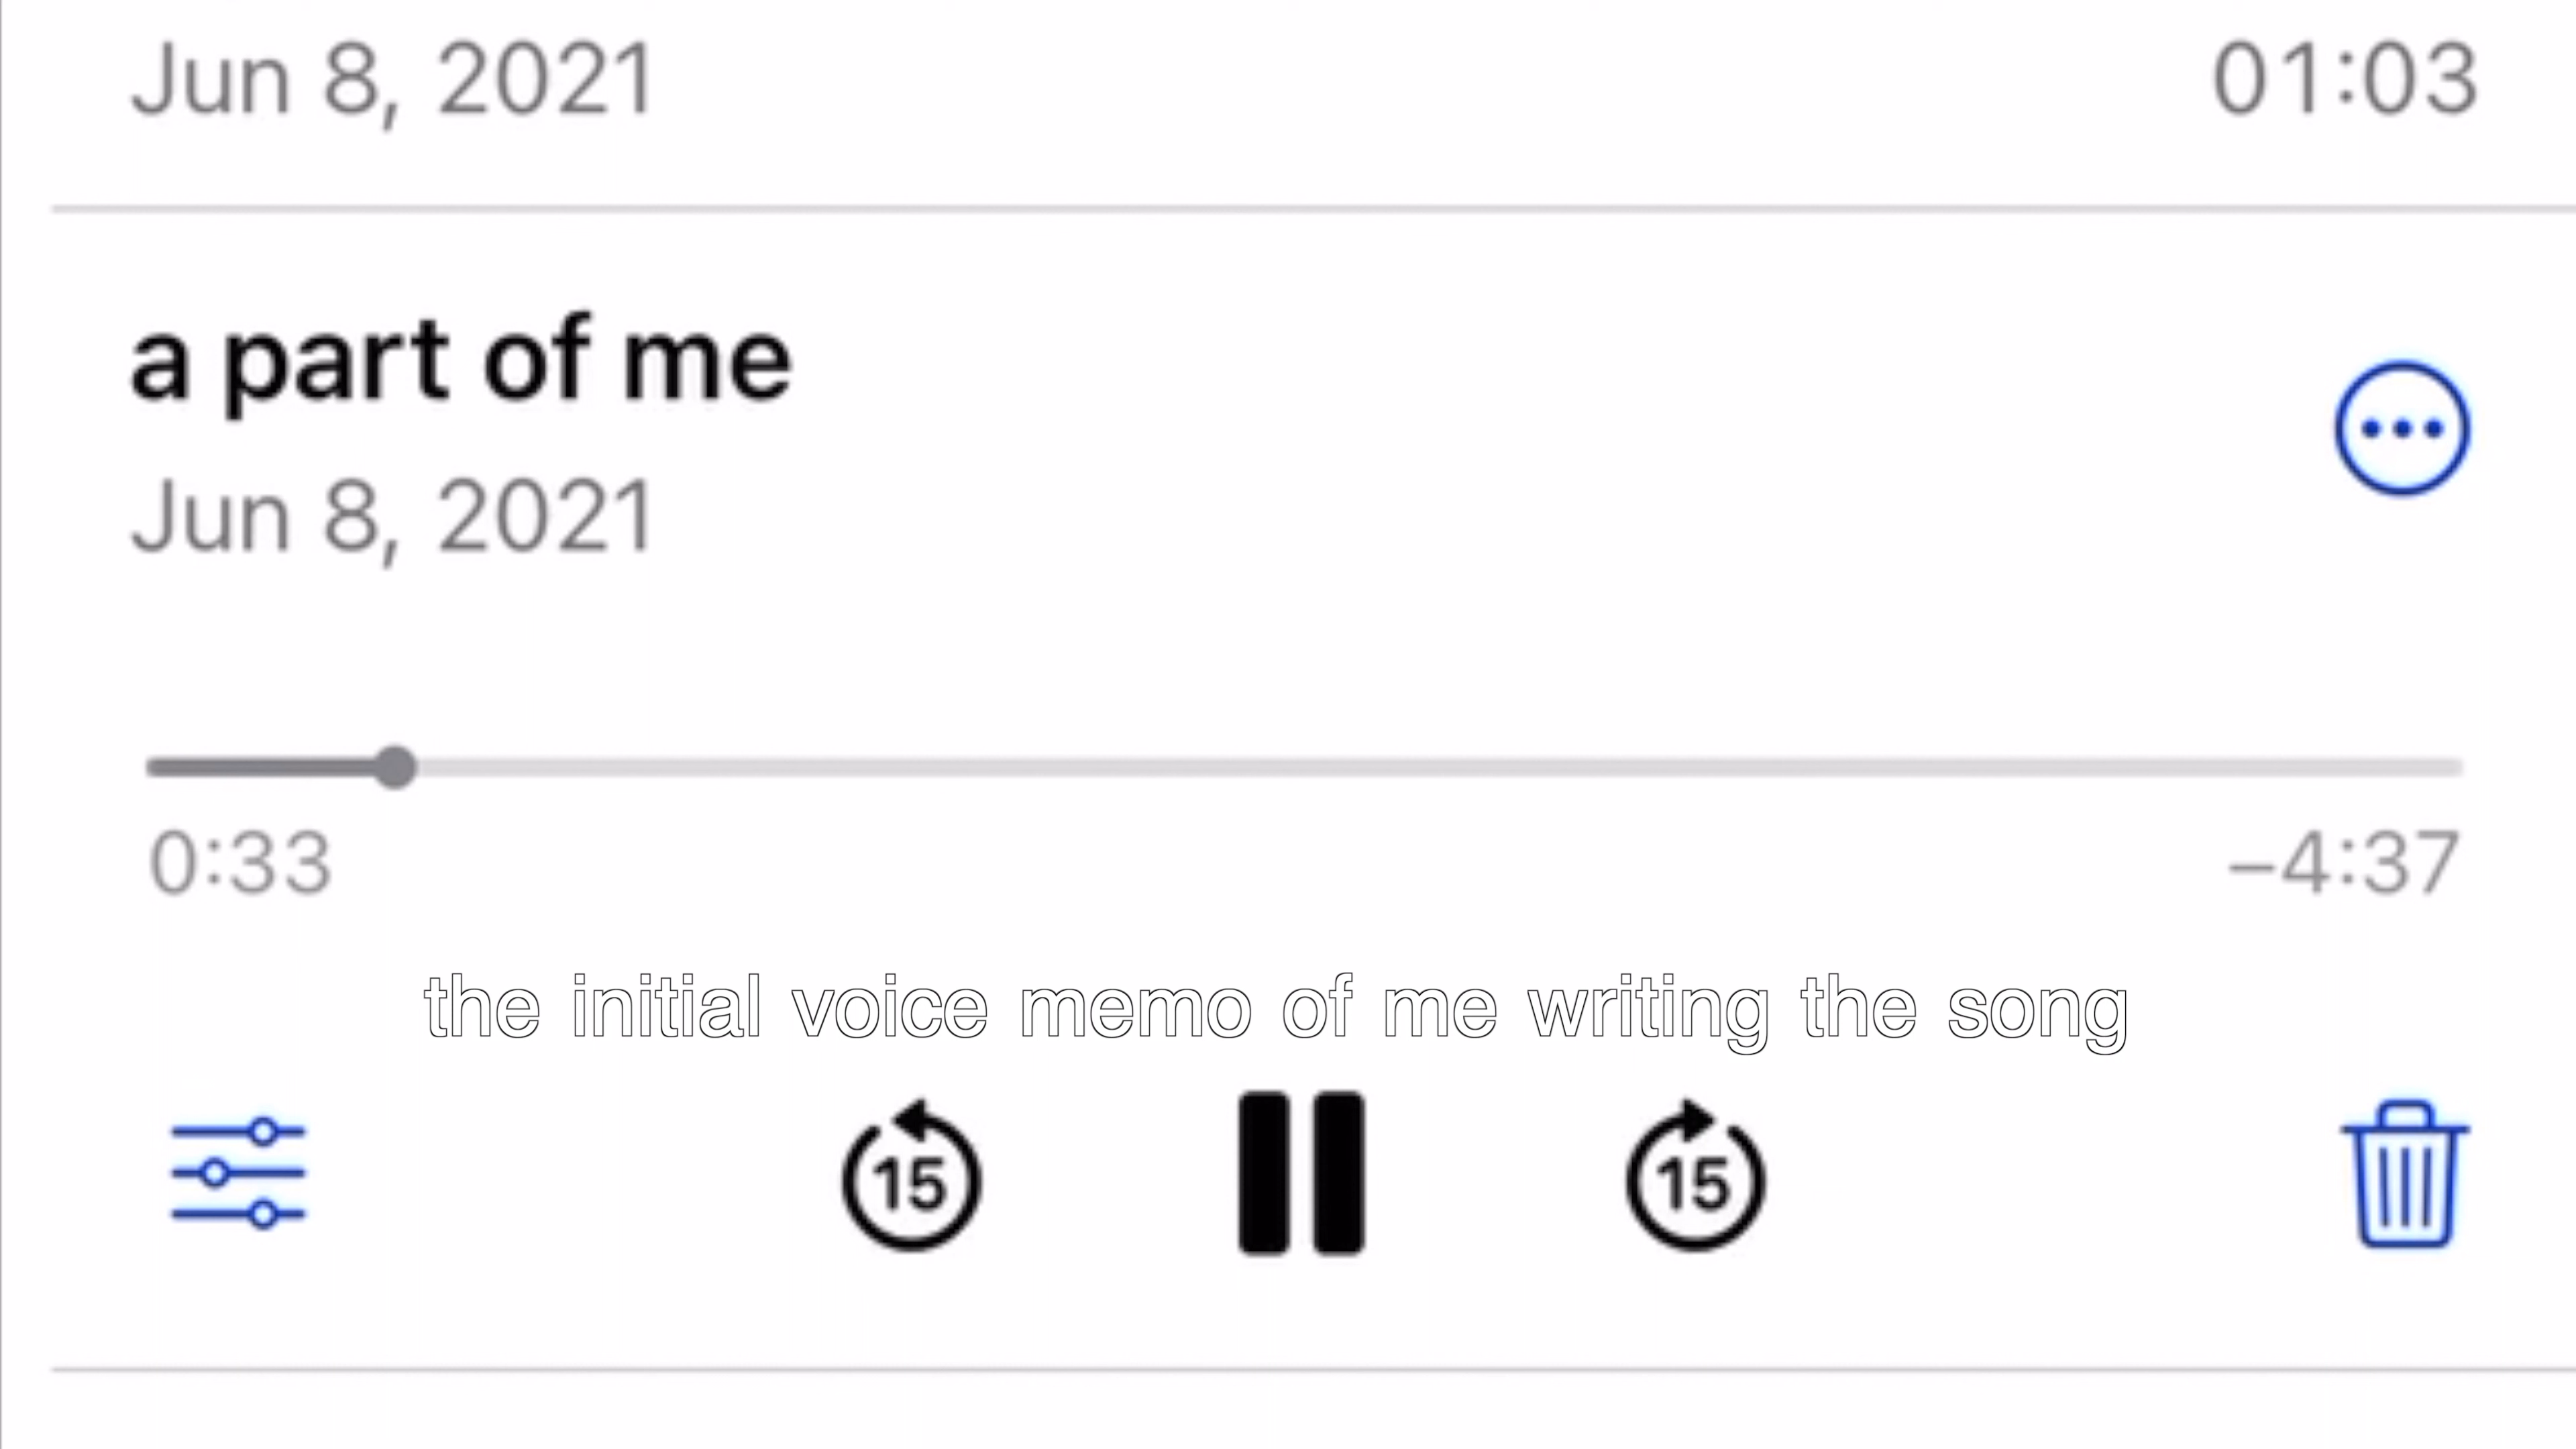 Jun 8, 2021 01:03
a part of me
Jun 8, 2021
0:33 –4:37
the initial voice memo of me writing the song
15 15